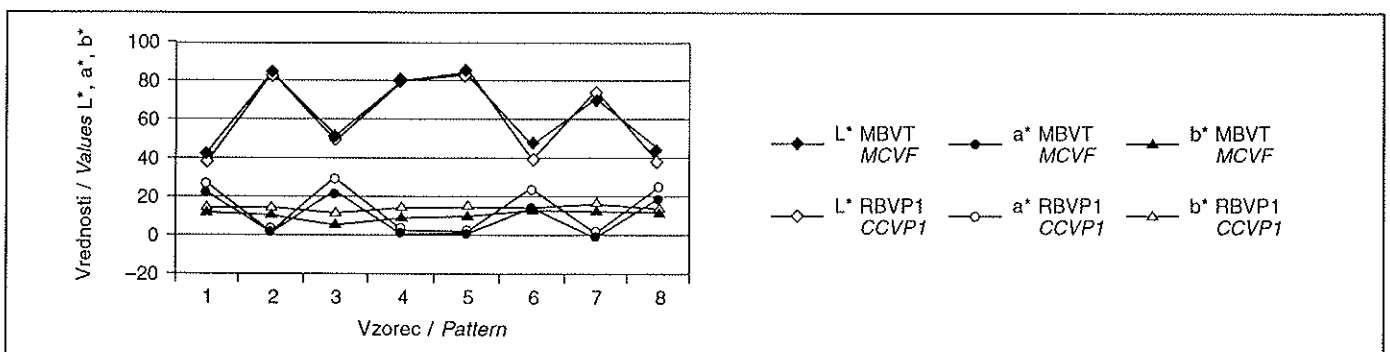 Vrednosti / Values L*, a*, b*
100
80
60
40
20
0
−20
1 2 3 4 5 6 7 8
Vzorec / Pattern
L* MBVT
MCVF
a* MBVT
MCVF
b* MBVT
MCVF
L* RBVP1
CCVP1
a* RBVP1
CCVP1
b* RBVP1
CCVP1